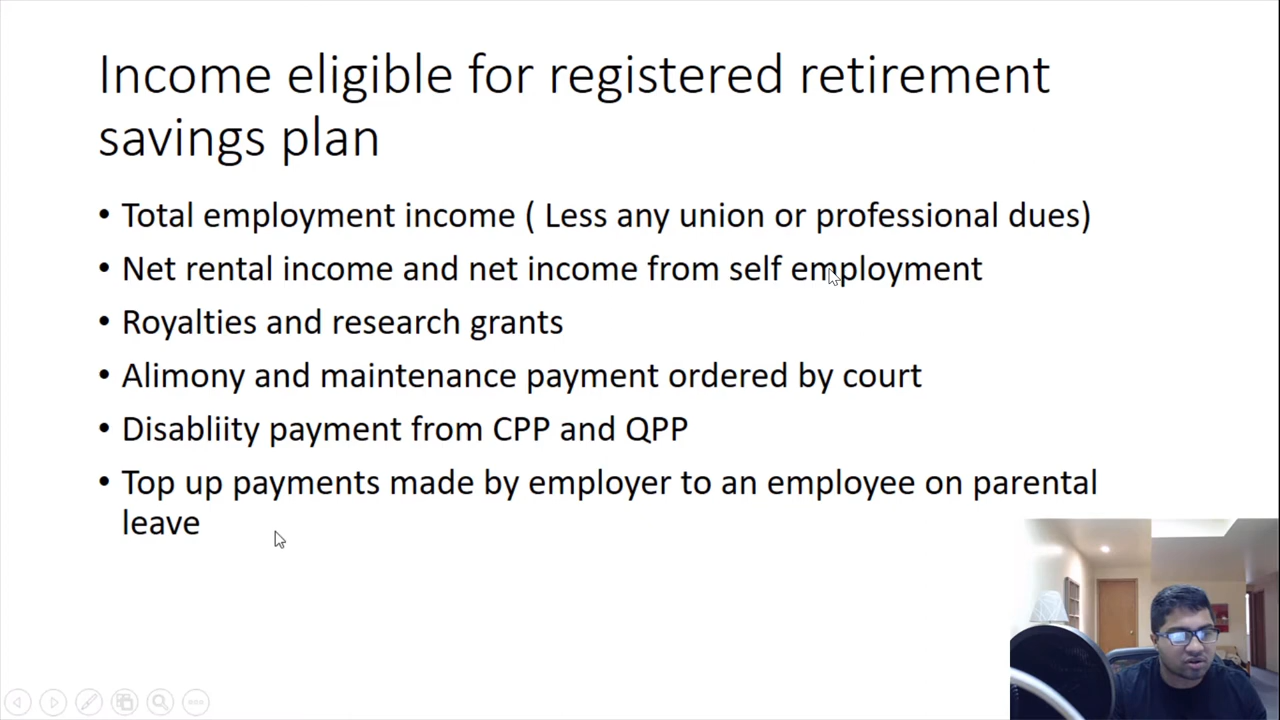 Income eligible for registered retirement
savings plan
• Total employment income ( Less any union or professional dues)
• Net rental income and net income from self employment
• Royalties and research grants
• Alimony and maintenance payment ordered by court
• Disabliity payment from CPP and QPP
• Top up payments made by employer to an employee on parental
leave